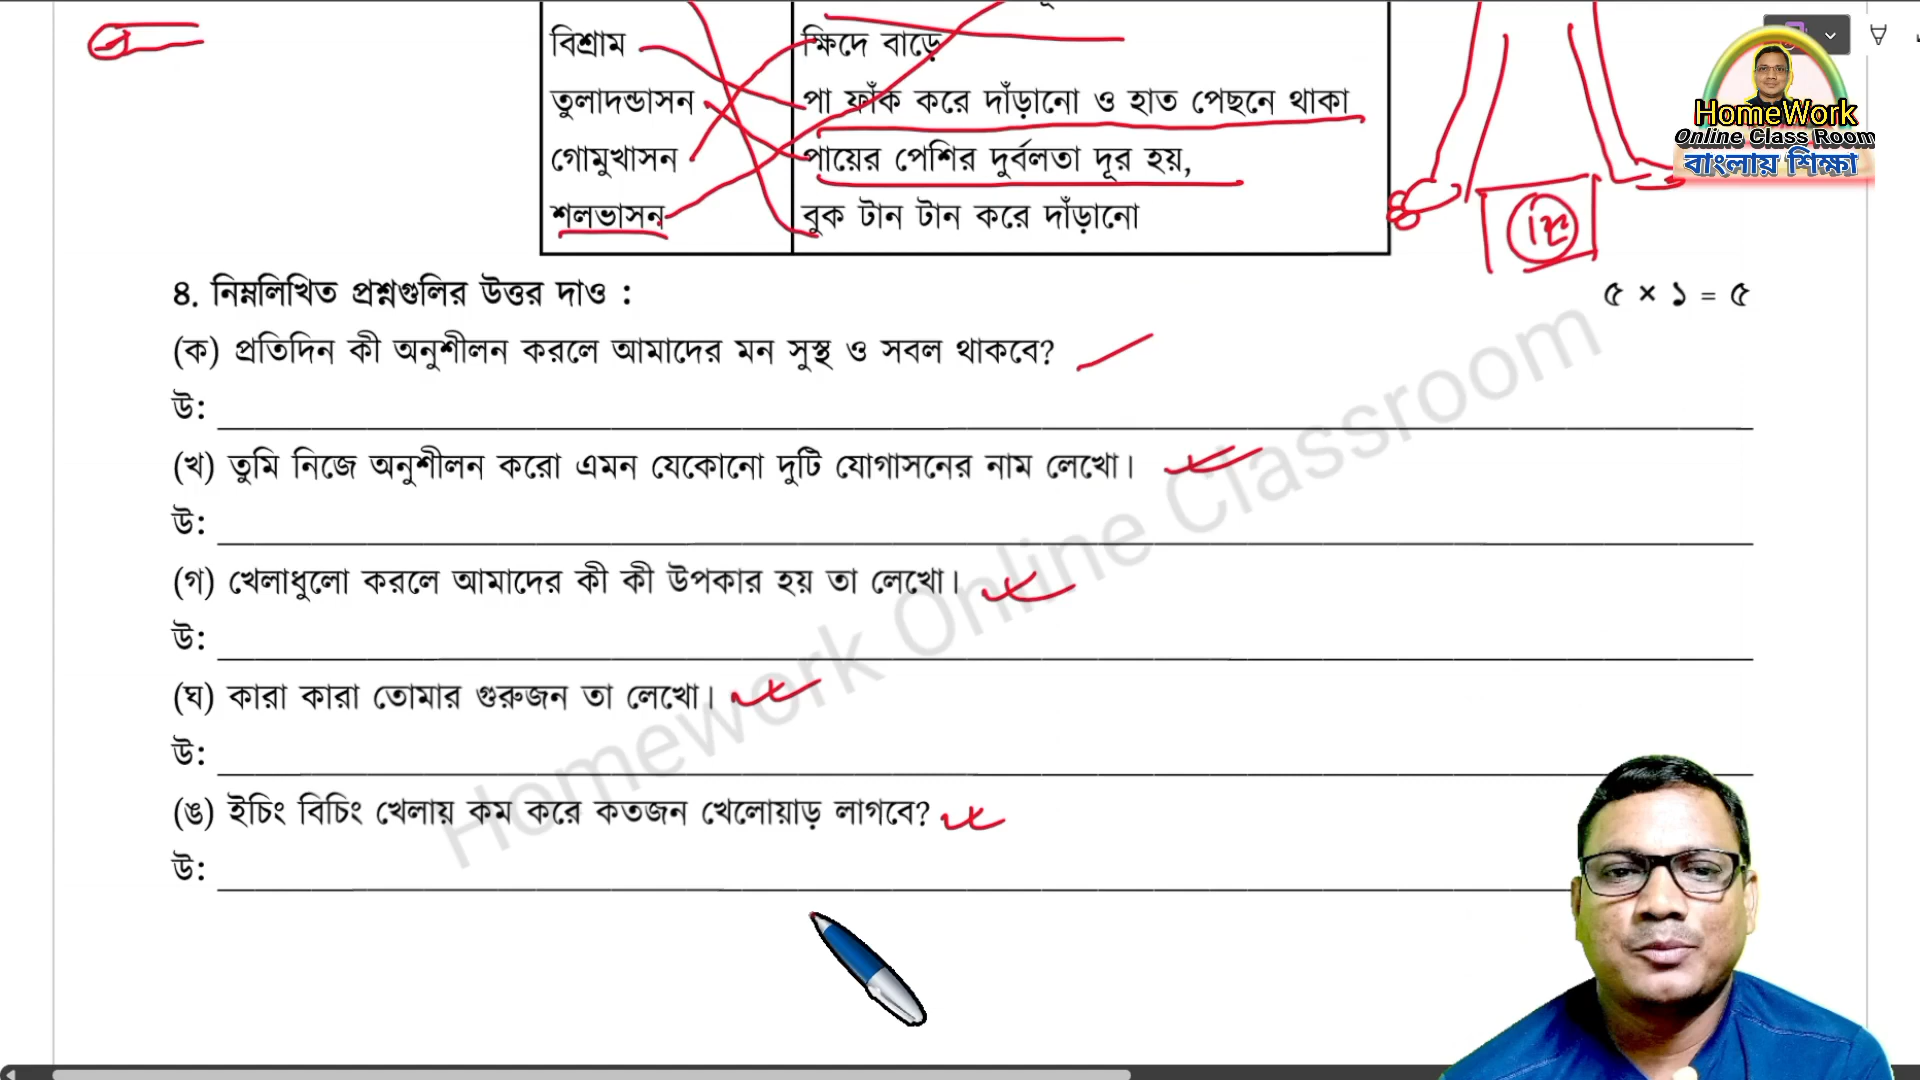 বিশ্রাম	ক্ষিদে বাড়ে
তুলাদন্ডাসন	পা ফাঁক করে দাঁড়ানো ও হাত পেছনে থাকা
গোমুখাসন	পায়ের পেশির দুর্বলতা দূর হয়,
শলভাসন	বুক টান টান করে দাঁড়ানো
HomeWork
Online Class Room
বাংলায় শিক্ষা
৪. নিম্নলিখিত প্রশ্নগুলির উত্তর দাও :	৫ × ১ = ৫
(ক) প্রতিদিন কী অনুশীলন করলে আমাদের মন সুস্থ ও সবল থাকবে?
উ:
(খ) তুমি নিজে অনুশীলন করো এমন যেকোনো দুটি যোগাসনের নাম লেখো।
উ:
(গ) খেলাধুলো করলে আমাদের কী কী উপকার হয় তা লেখো।
উ:
(ঘ) কারা কারা তোমার গুরুজন তা লেখো।
উ:
(ঙ) ইচিং বিচিং খেলায় কম করে কতজন খেলোয়াড় লাগবে?
উ:
Homework Online Classroom